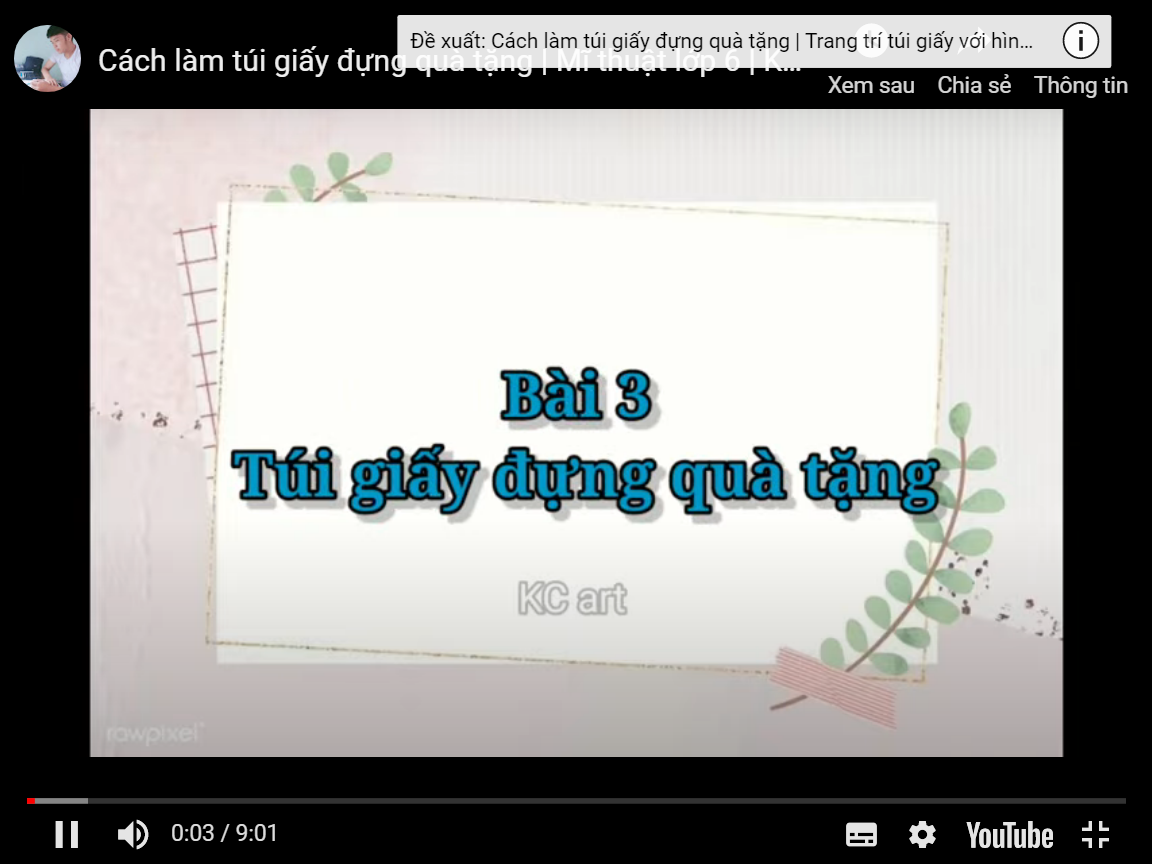 Đề xuất: Cách làm túi giấy đựng quà tặng | Trang trí túi giấy với hìn...
Cách làm túi giấy đựng quà tặng | Mĩ thuật lớp 6 | K...
Xem sau Chia sẻ Thông tin
Bài 3
Túi giấy đựng quà tặng
KC art
rawpixel
0:03 / 9:01
YouTube